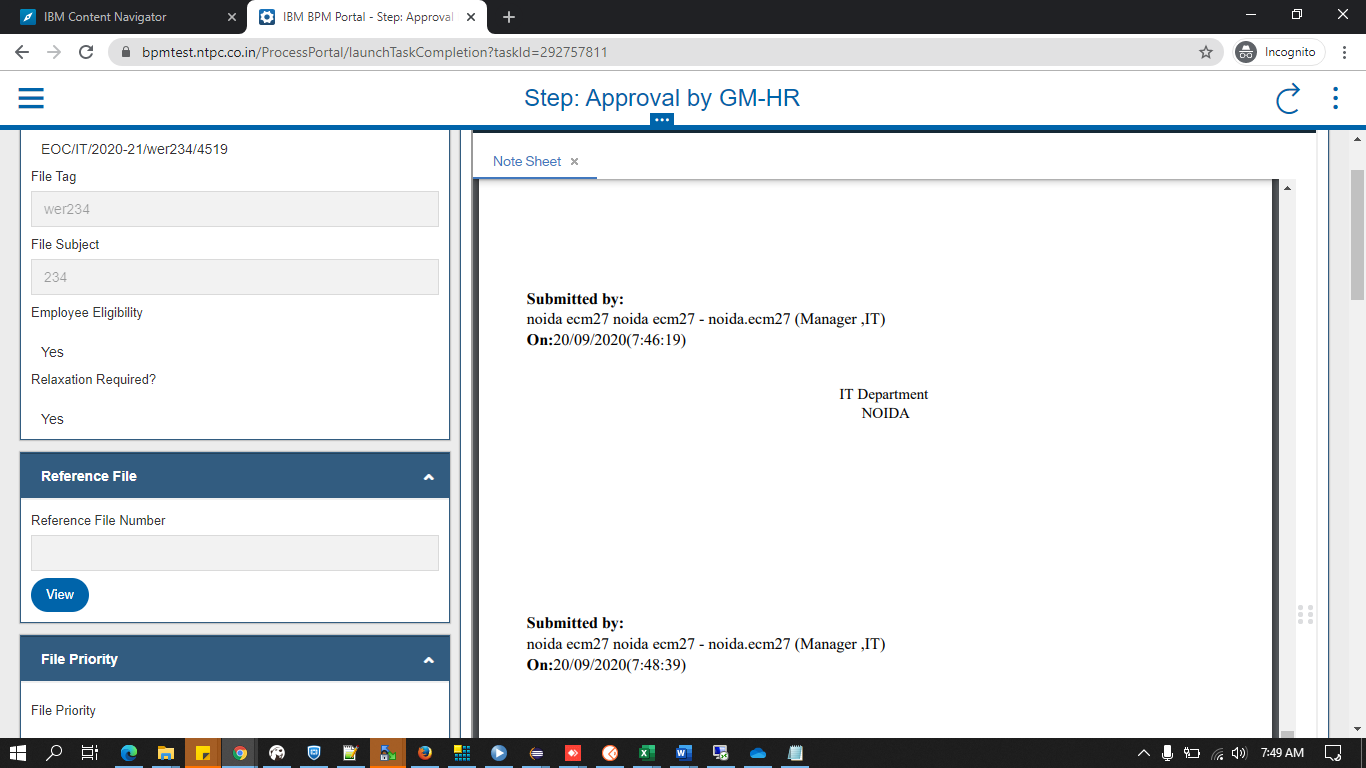 IBM Content Navigator
IBM BPM Portal - Step: Approval
bpmtest.ntpc.co.in/ProcessPortal/launchTaskCompletion?taskId=292757811
Incognito
Step: Approval by GM-HR
EOC/IT/2020-21/wer234/4519
File Tag
wer234
File Subject
234
Employee Eligibility
Yes
Relaxation Required?
Yes
Reference File
Reference File Number
View
File Priority
File Priority
Note Sheet
Submitted by:
noida ecm27 noida ecm27 - noida.ecm27 (Manager ,IT)
On:20/09/2020(7:46:19)
IT Department
NOIDA
Submitted by:
noida ecm27 noida ecm27 - noida.ecm27 (Manager ,IT)
On:20/09/2020(7:48:39)
7:49 AM